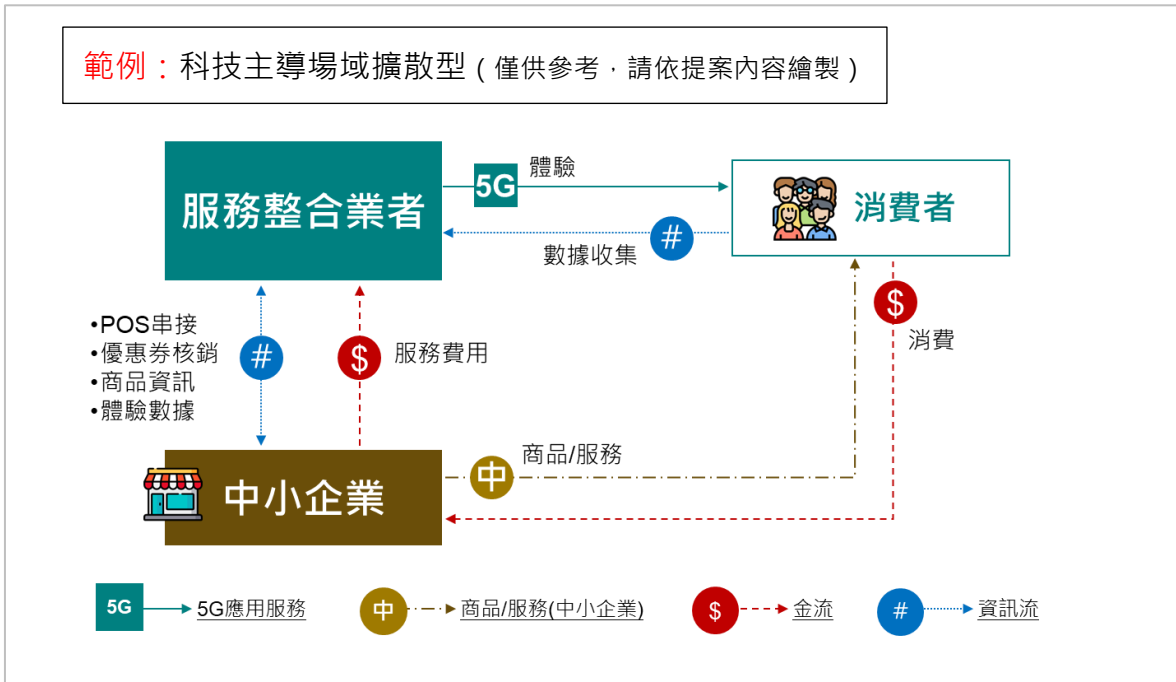 範例：科技主導場域擴散型（僅供參考，請依提案內容繪製）
服務整合業者
5G
體驗
消費者
#
數據收集
$
消費
•POS串接
•優惠券核銷
•商品資訊
•體驗數據
#
$
服務費用
中小企業
中
商品/服務
5G
5G應用服務
中
商品/服務(中小企業)
$
金流
#
資訊流